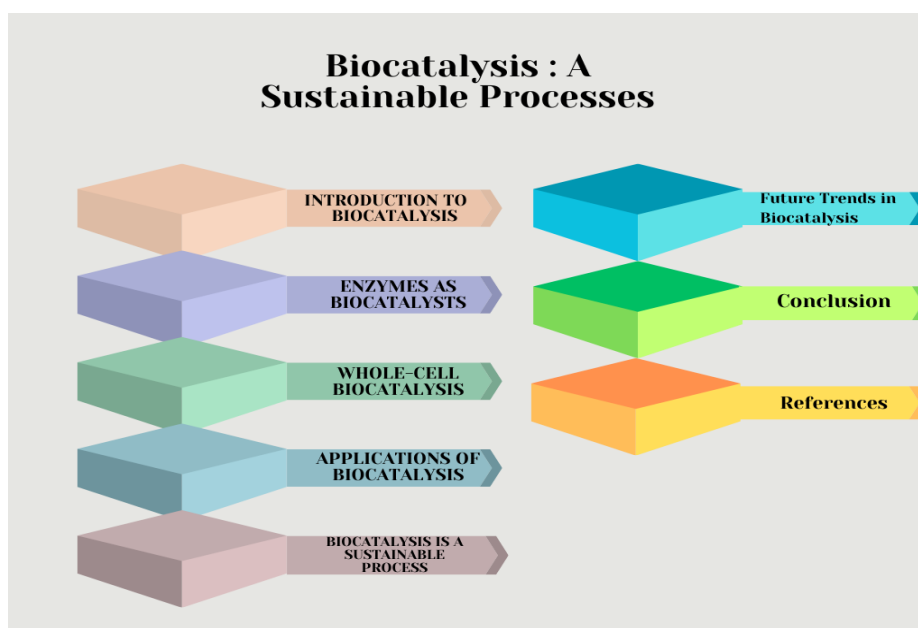 Biocatalysis : A
Sustainable Processes
INTRODUCTION TO
BIOCATALYSIS
ENZYMES AS
BIOCATALYSTS
WHOLE-CELL
BIOCATALYSIS
APPLICATIONS OF
BIOCATALYSIS
BIOCATALYSIS IS A
SUSTAINABLE
PROCESS
Future Trends in
Biocatalysis
Conclusion
References